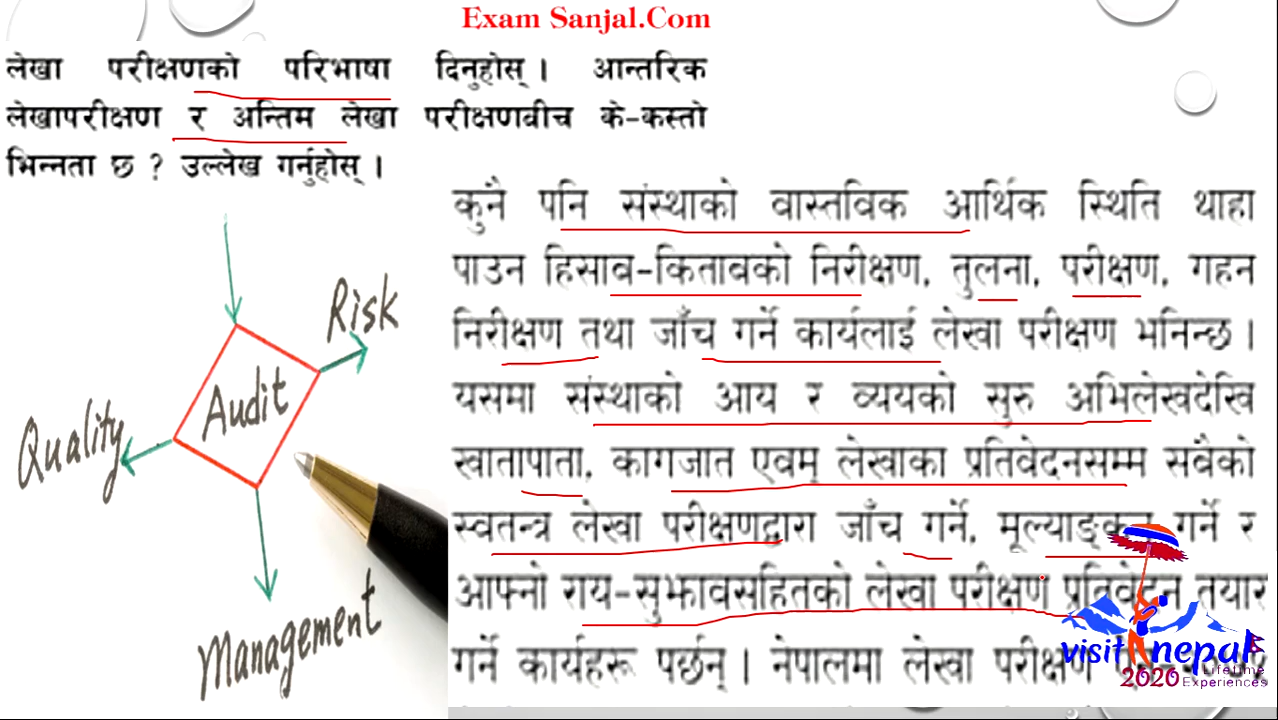 Exam Sanjal.Com
लेखा परीक्षणको परिभाषा दिनुहोस् । आन्तरिक
लेखापरीक्षण र अन्तिम लेखा परीक्षणबीच के-कस्तो
भिन्नता छ ? उल्लेख गर्नुहोस् ।
Risk
Audit
Quality
Management
कुनै पनि संस्थाको वास्तविक आर्थिक स्थिति थाहा
पाउन हिसाब-किताबको निरीक्षण, तुलना, परीक्षण, गहन
निरीक्षण तथा जाँच गर्ने कार्यलाई लेखा परीक्षण भनिन्छ ।
यसमा संस्थाको आय र व्ययको सुरु अभिलेखदेखि
खातापाता, कागजात एवम् लेखाका प्रतिवेदनसम्म सबैको
स्वतन्त्र लेखा परीक्षणद्वारा जाँच गर्ने, मूल्याङ्कन गर्ने र
आफ्नो राय-सुझावसहितको लेखा परीक्षण प्रतिवेदन तयार
गर्ने कार्यहरू पर्छन् । नेपालमा लेखा परीक्षण
visit nepal
2020 Lifetime
Experiences